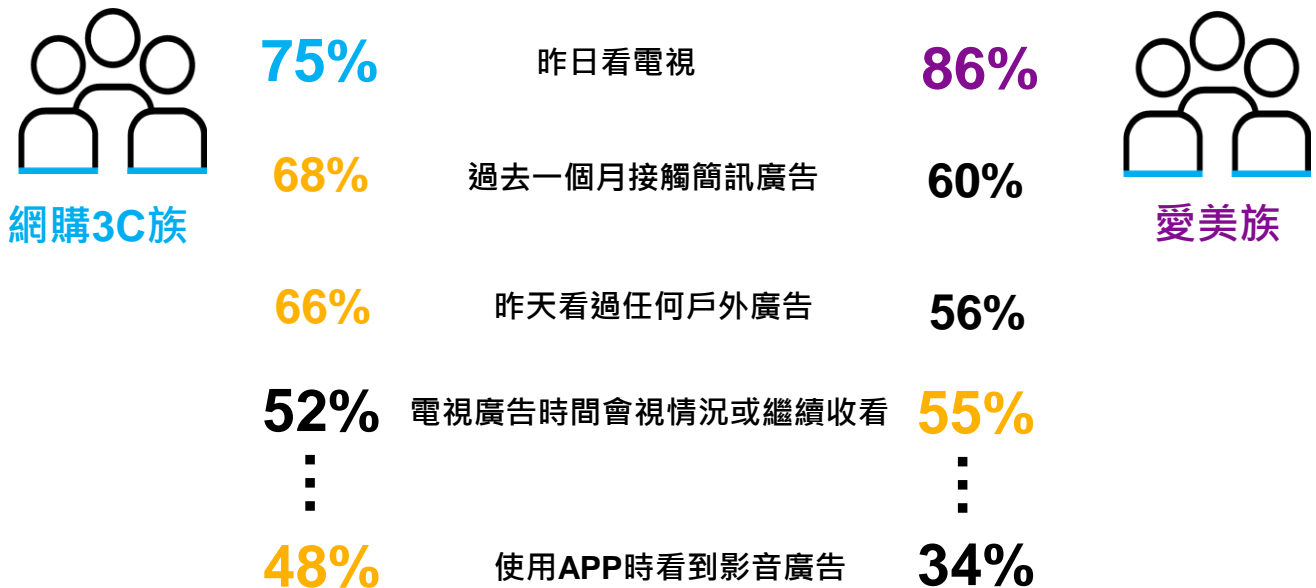 75% 昨日看電視 86%
68% 過去一個月接觸簡訊廣告 60%
網購3C族 愛美族
66% 昨天看過任何戶外廣告 56%
52% 電視廣告時間會視情況或繼續收看 55%
48% 使用APP時看到影音廣告 34%